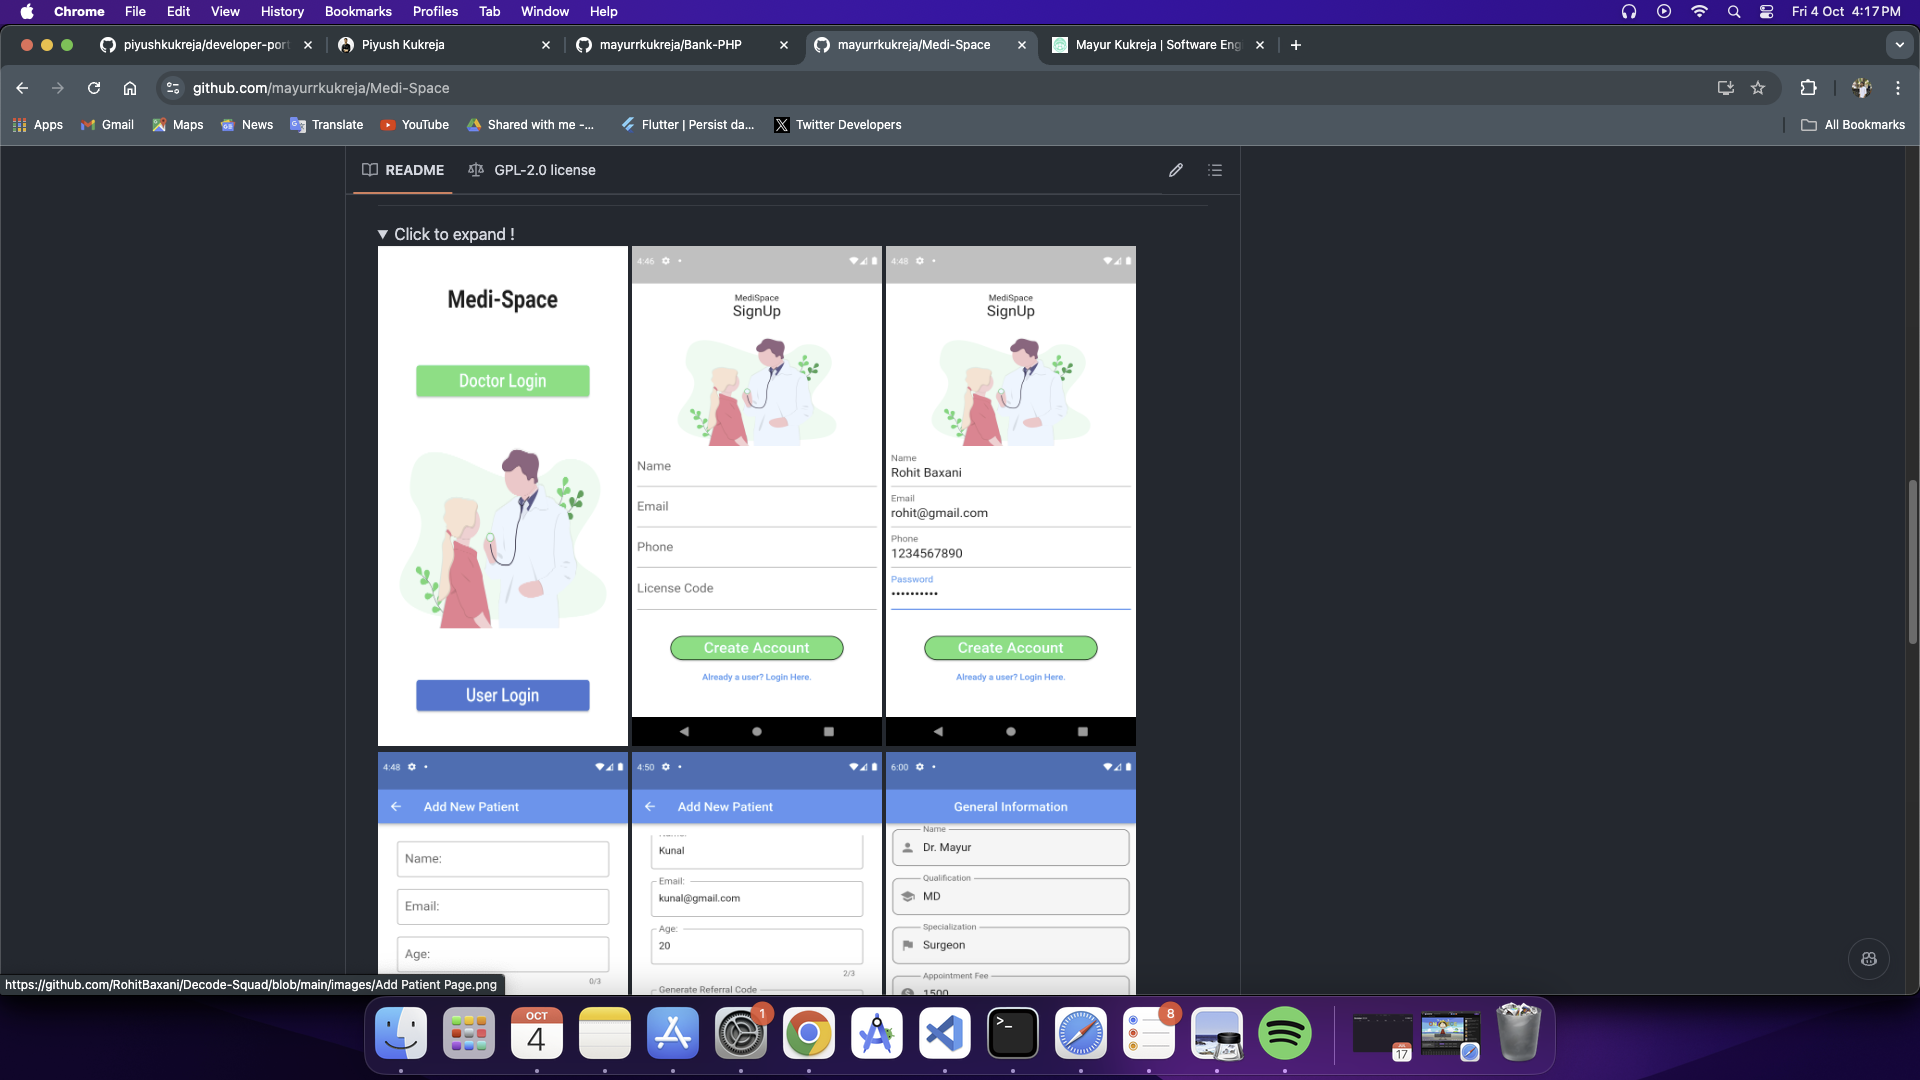 Chrome File Edit View History Bookmarks Profiles Tab Window Help Fri 4 Oct 4:17 PM
piyushkukreja/developer-port Piyush Kukreja mayurrkukreja/Bank-PHP mayurrkukreja/Medi-Space Mayur Kukreja | Software Eng
github.com/mayurrkukreja/Medi-Space
Apps Gmail Maps News Translate YouTube Shared with me -... Flutter | Persist da... Twitter Developers All Bookmarks
README GPL-2.0 license
Click to expand !
Medi-Space
Doctor Login
User Login
4:46
MediSpace
SignUp
Name
Email
Phone
License Code
Create Account
Already a user? Login Here.
4:48
MediSpace
SignUp
Name
Rohit Baxani
Email
rohit@gmail.com
Phone
1234567890
Password
••••••••••
Create Account
Already a user? Login Here.
4:48
Add New Patient
Name:
Email:
Age:
0/3
4:50
Add New Patient
Kunal
Email:
kunal@gmail.com
Age:
20
2/3
Generate Referral Code
6:00
General Information
Name
Dr. Mayur
Qualification
MD
Specialization
Surgeon
Appointment Fee
1500
https://github.com/RohitBaxani/Decode-Squad/blob/main/images/Add Patient Page.png
OCT
4
1
>_
8
17